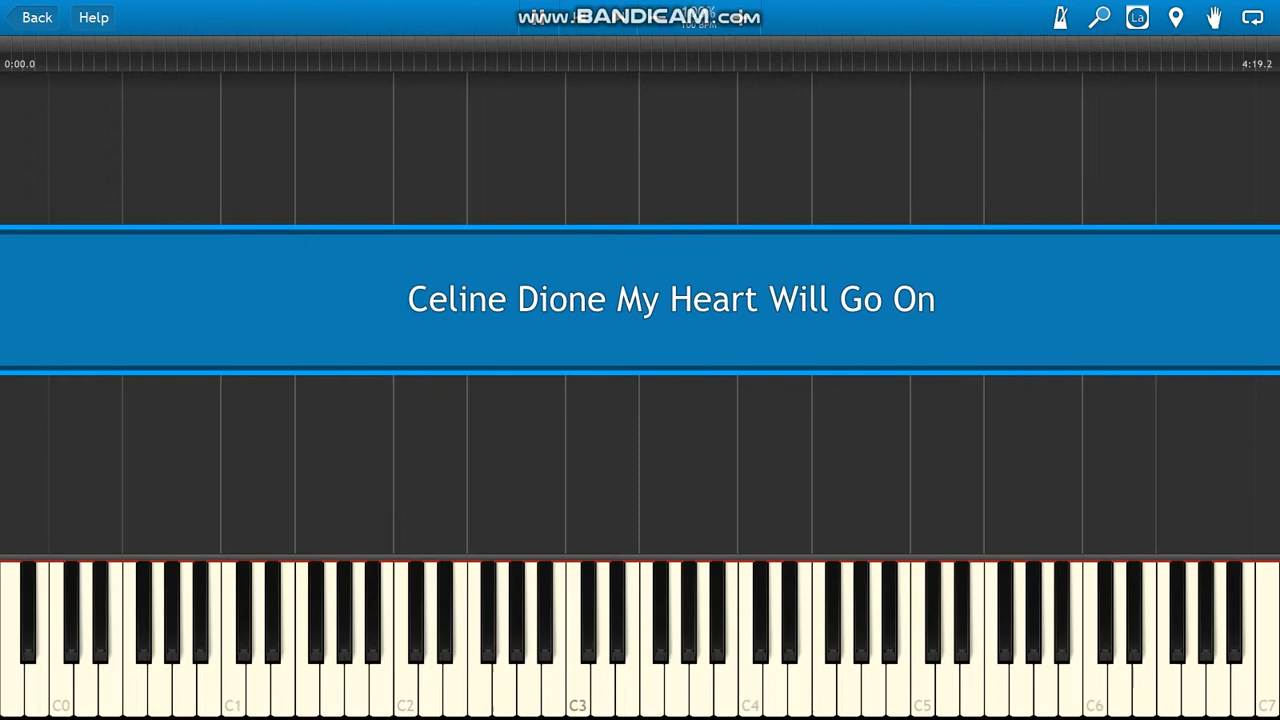 Back Help www.BANDICAM.com
La
0:00.0 4:19.2
Celine Dione My Heart Will Go On
C0 C1 C2 C3 C4 C5 C6 C7